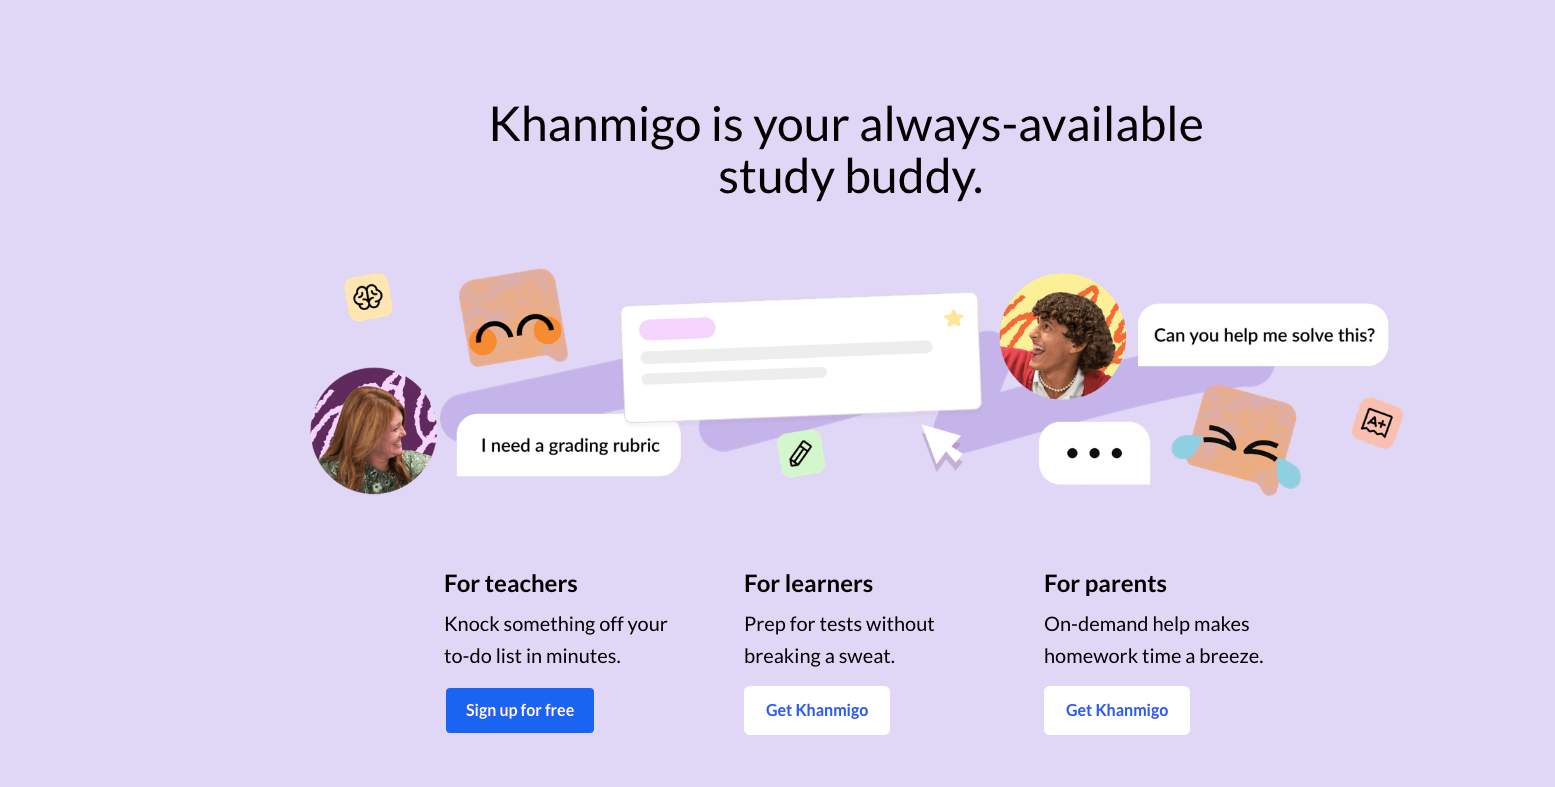 Khanmigo is your always-available
study buddy.
Can you help me solve this?
I need a grading rubric
A+
For teachers
Knock something off your
to-do list in minutes.
Sign up for free
For learners
Prep for tests without
breaking a sweat.
Get Khanmigo
For parents
On-demand help makes
homework time a breeze.
Get Khanmigo